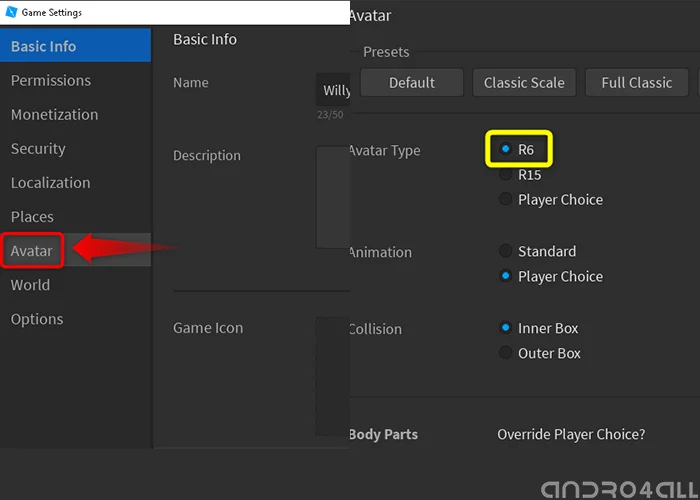 Game Settings
Basic Info
Permissions
Monetization
Security
Localization
Places
Avatar
World
Options
Basic Info
Name
Willy
23/50
Description
Game Icon
Avatar
Presets
Default
Classic Scale
Full Classic
Avatar Type
R6
R15
Player Choice
Animation
Standard
Player Choice
Collision
Inner Box
Outer Box
Body Parts
Override Player Choice?
andro4all